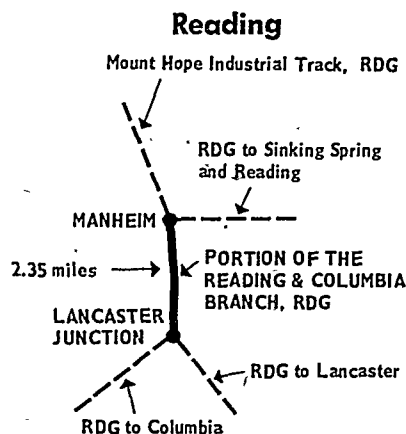 Reading
Mount Hope Industrial Track, RDG
RDG to Sinking Spring
and Reading
MANHEIM
2.35 miles
PORTION OF THE
READING & COLUMBIA
BRANCH, RDG
LANCASTER
JUNCTION
RDG to Lancaster
RDG to Columbia